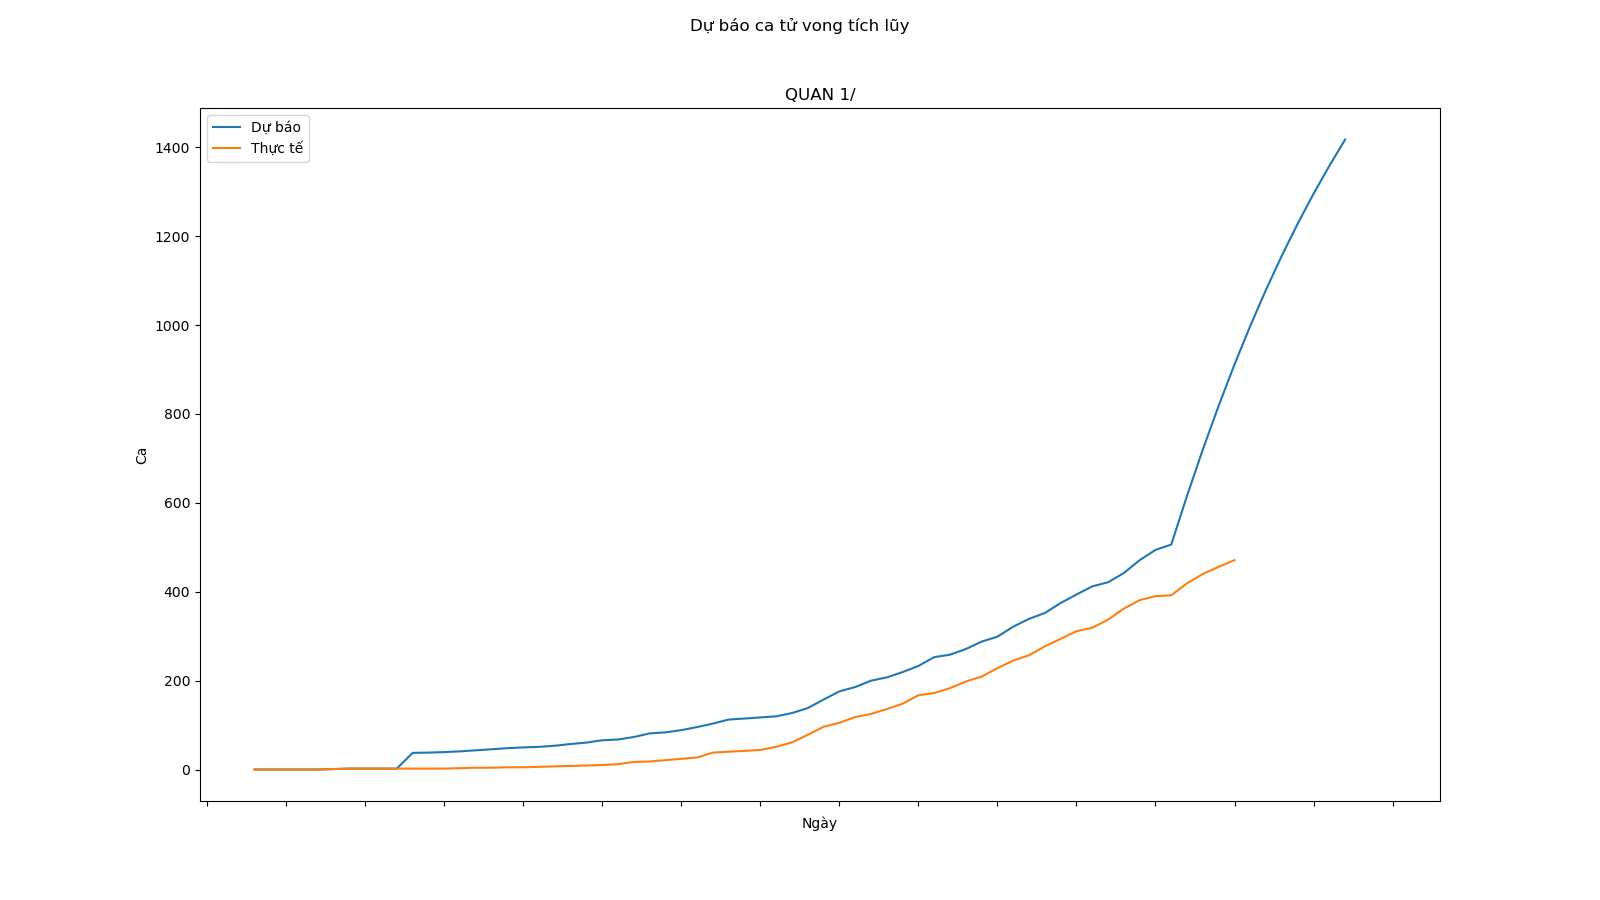 Dự báo ca tử vong tích lũy
QUAN 1/
Dự báo
Thực tế
1400
1200
1000
800
600
400
200
0
Ca
Ngày